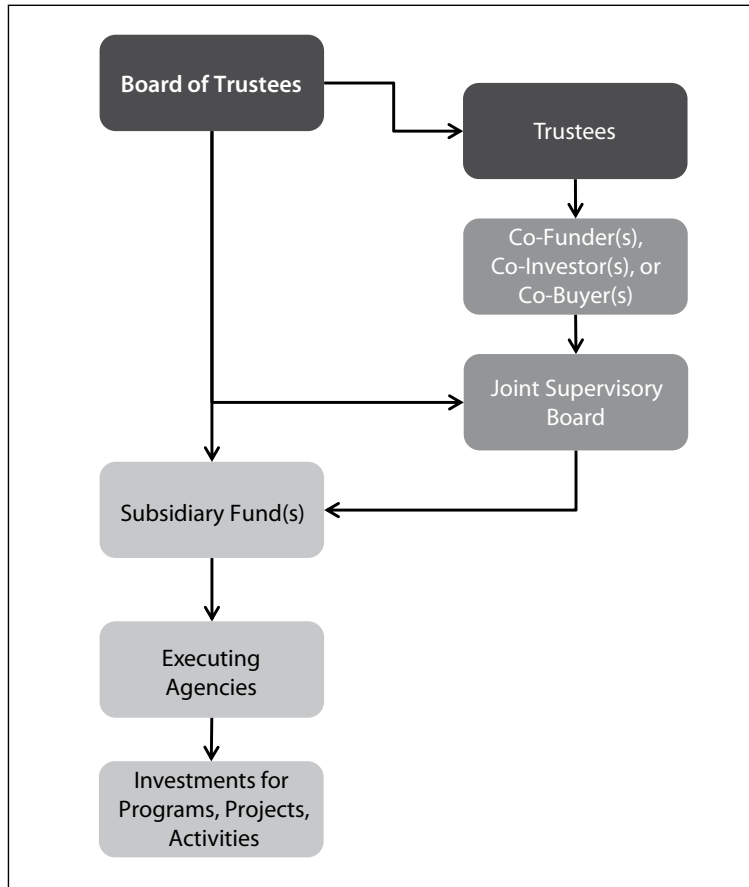 Board of Trustees
Trustees
Co-Funder(s),
Co-Investor(s), or
Co-Buyer(s)
Joint Supervisory
Board
Subsidiary Fund(s)
Executing
Agencies
Investments for
Programs, Projects,
Activities